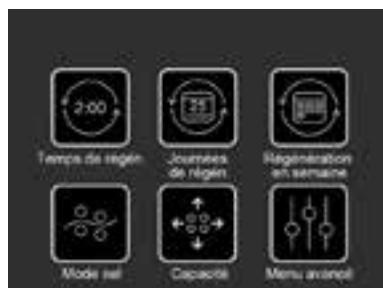 2:00
25
Temps de régén
Journées
de régén
Régénération
en semaine
Mode sel
Capacité
Menu avancé